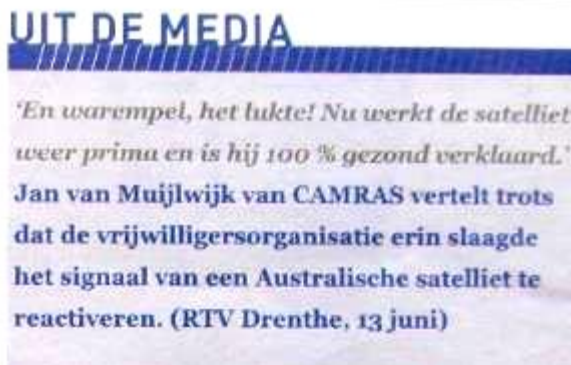 UIT DE MEDIA
‘En warempel, het lukte! Nu werkt de satelliet
weer prima en is hij 100 % gezond verklaard.’
Jan van Muijlwijk van CAMRAS vertelt trots
dat de vrijwilligersorganisatie erin slaagde
het signaal van een Australische satelliet te
reactiveren. (RTV Drenthe, 13 juni)